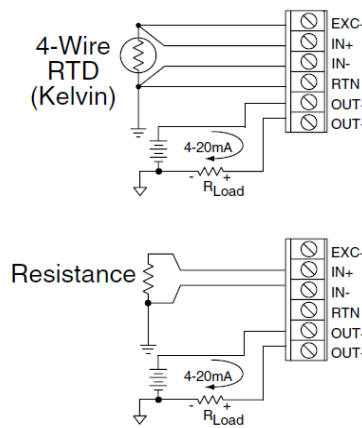 4-Wire
RTD
(Kelvin)
EXC-
IN+
IN-
RTN
OUT-
OUT-
4-20mA
- +
RLoad
Resistance
EXC-
IN+
IN-
RTN
OUT-
OUT-
4-20mA
- +
RLoad